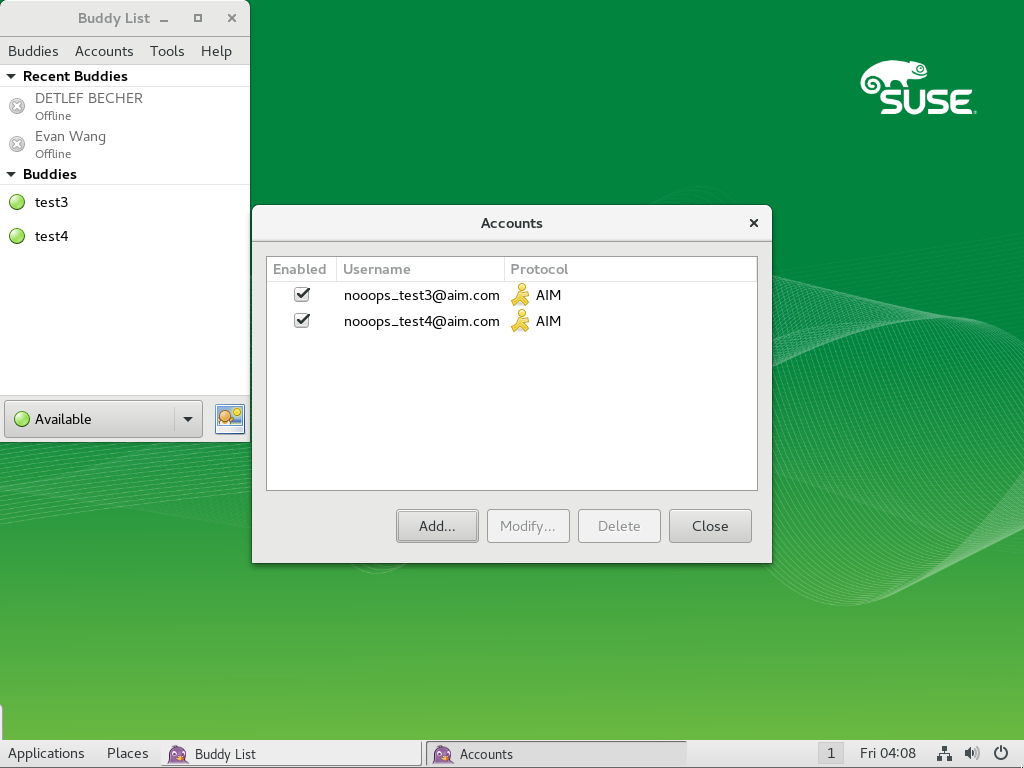 Buddy List
Buddies Accounts Tools Help
Recent Buddies
DETLEF BECHER
Offline
Evan Wang
Offline
Buddies
test3
test4
Available
SUSE
Accounts
Enabled Username Protocol
nooops_test3@aim.com AIM
nooops_test4@aim.com AIM
Add... Modify... Delete Close
Applications Places Buddy List Accounts 1 Fri 04:08